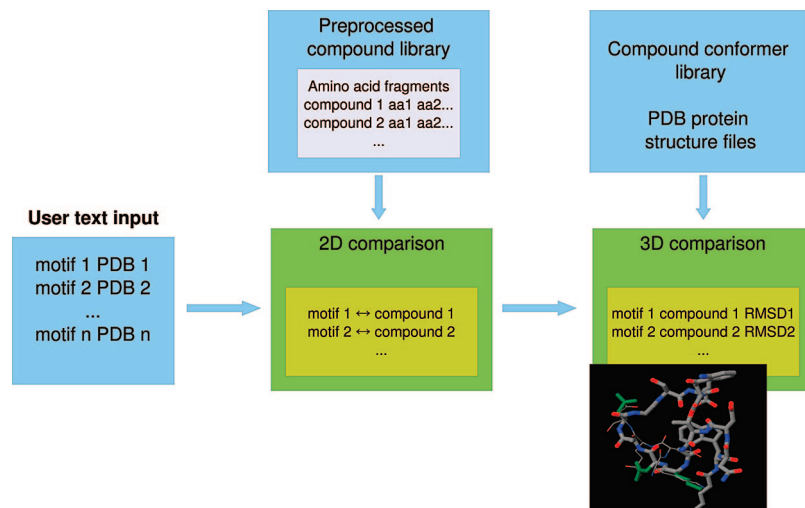 Preprocessed
compound library
Amino acid fragments
compound 1 aa1 aa2...
compound 2 aa1 aa2...
...
Compound conformer
library
PDB protein
structure files
User text input
motif 1 PDB 1
motif 2 PDB 2
...
motif n PDB n
2D comparison
motif 1 ↔ compound 1
motif 2 ↔ compound 2
...
3D comparison
motif 1 compound 1 RMSD1
motif 2 compound 2 RMSD2
...